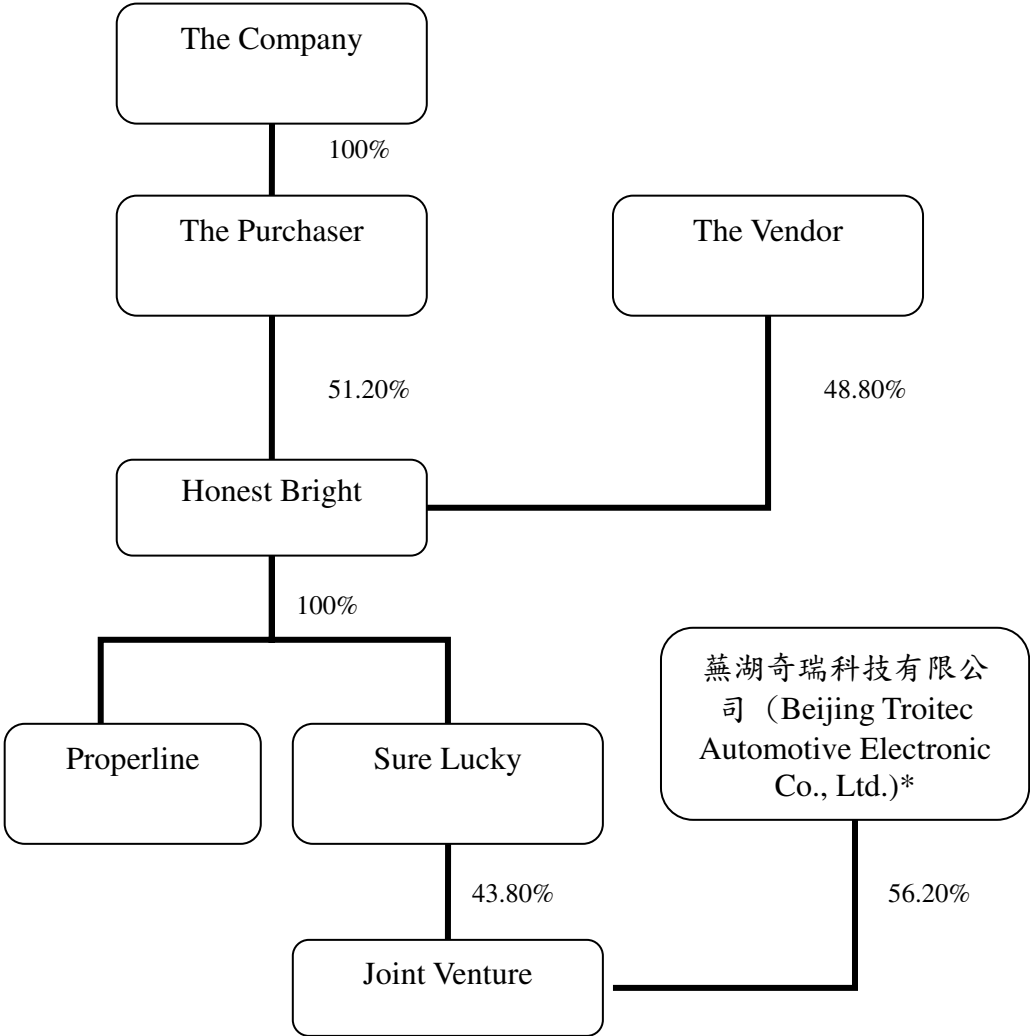 The Company
100%
The Purchaser
The Vendor
51.20%
48.80%
Honest Bright
100%
蕪湖奇瑞科技有限公
司（Beijing Troitec
Automotive Electronic
Co., Ltd.)*
Properline
Sure Lucky
43.80%
56.20%
Joint Venture